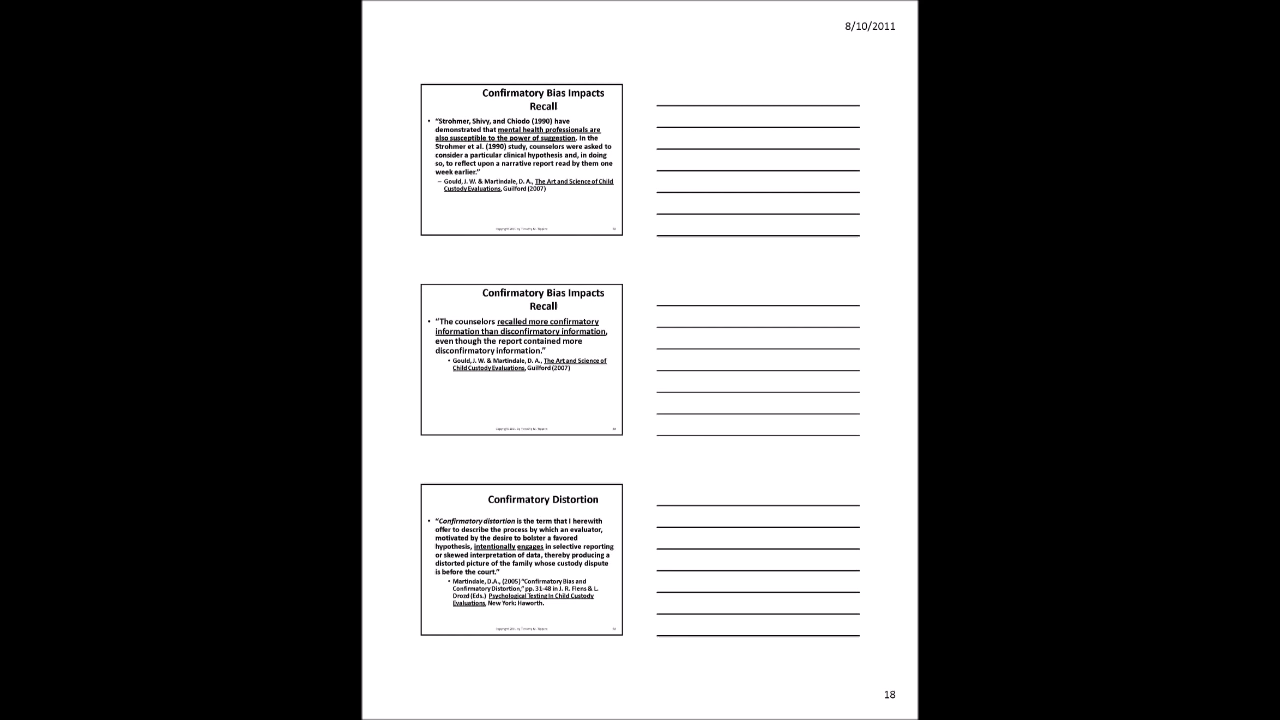 8/10/2011
Confirmatory Bias Impacts
Recall
• “Strohmer, Shivy, and Chiodo (1990) have
demonstrated that mental health professionals are
also susceptible to the power of suggestion. In the
Strohmer et al. (1990) study, counselors were asked to
consider a particular clinical hypothesis and, in doing
so, to reflect upon a narrative report read by them one
week earlier.”
– Gould, J. W. & Martindale, D. A., The Art and Science of Child
Custody Evaluations, Guilford (2007)
Confirmatory Bias Impacts
Recall
• “The counselors recalled more confirmatory
information than disconfirmatory information,
even though the report contained more
disconfirmatory information.”
• Gould, J. W. & Martindale, D. A., The Art and Science of
Child Custody Evaluations, Guilford (2007)
Confirmatory Distortion
• “Confirmatory distortion is the term that I herewith
offer to describe the process by which an evaluator,
motivated by the desire to bolster a favored
hypothesis, intentionally engages in selective reporting
or skewed interpretation of data, thereby producing a
distorted picture of the family whose custody dispute
is before the court.”
• Martindale, D.A., (2005) “Confirmatory Bias and
Confirmatory Distortion,” pp. 31-48 in J. R. Flens & L.
Drozd (Eds.) Psychological Testing in Child Custody
Evaluations, New York: Haworth.
18